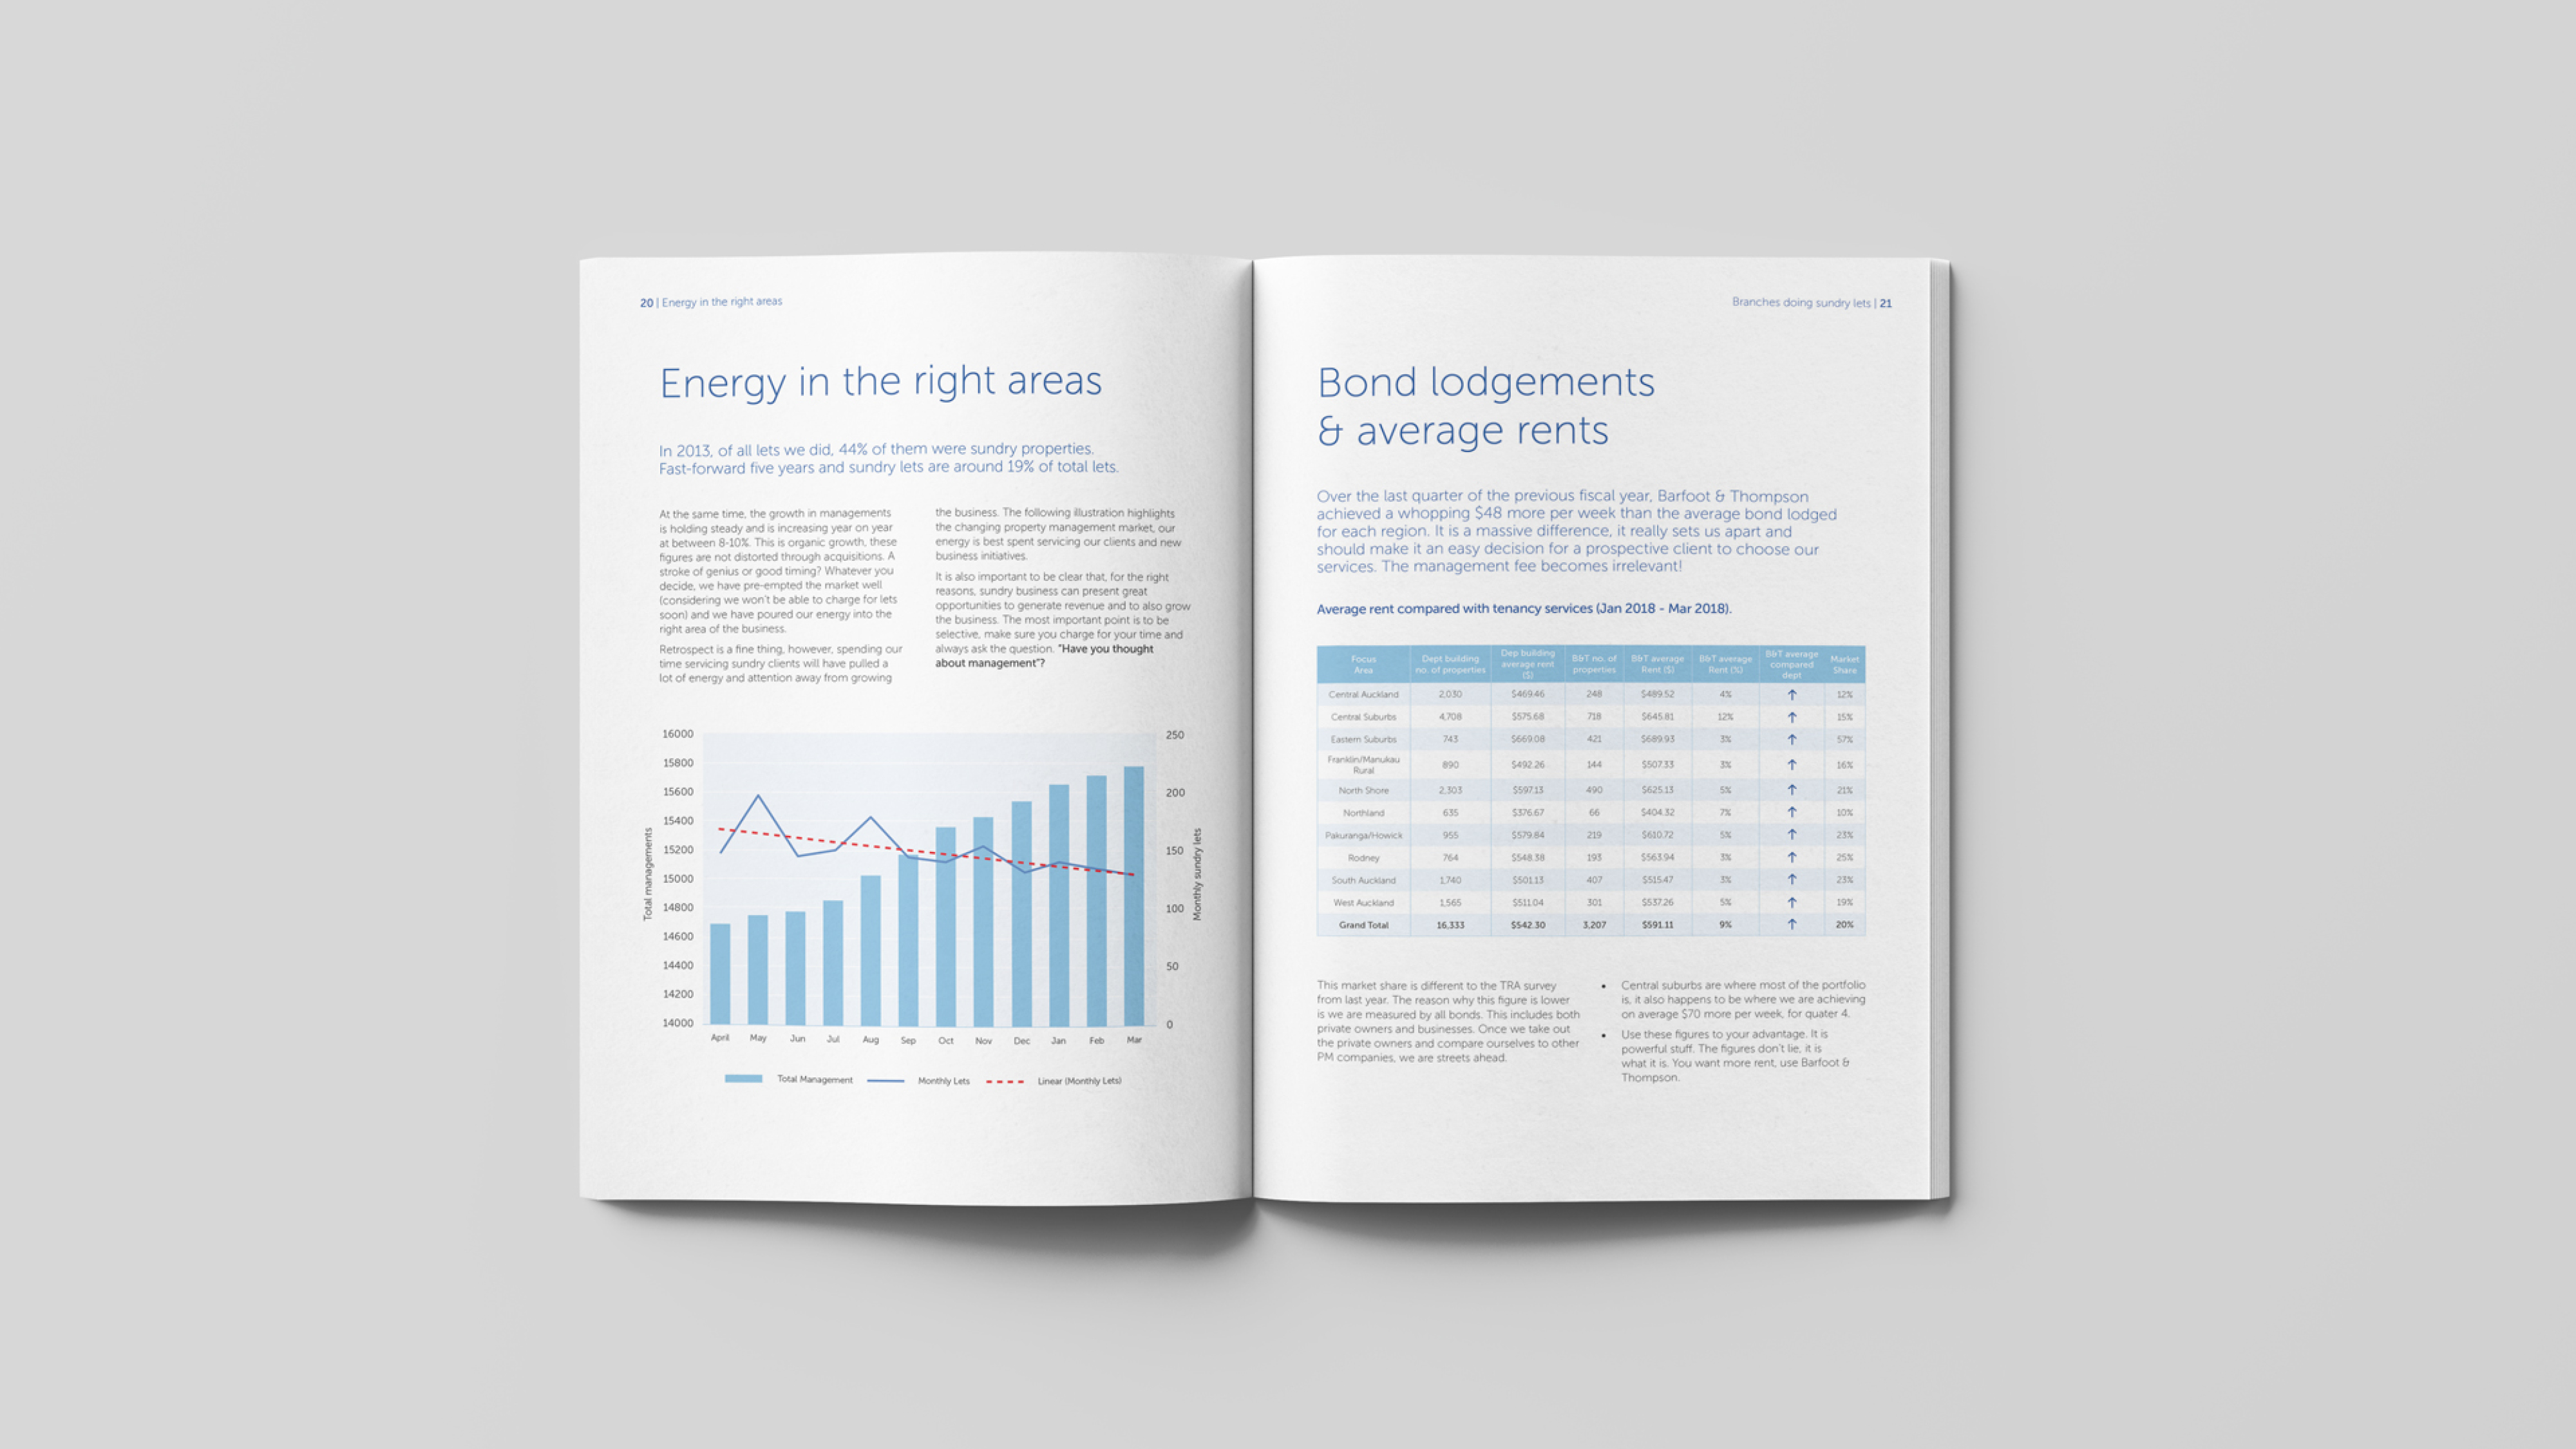 20 | Energy in the right areas
Energy in the right areas
In 2013, of all lets we did, 44% of them were sundry properties.
Fast-forward five years and sundry lets are around 19% of total lets.
At the same time, the growth in managements
is holding steady and is increasing year on year
at between 8-10%. This is organic growth, these
figures are not distorted through acquisitions. A
stroke of genius or good timing? Whatever you
decide, we have pre-empted the market well
(considering we won't be able to charge for lets
soon) and we have poured our energy into the
right area of the business.
Retrospect is a fine thing, however, spending our
time servicing sundry clients will have pulled a
lot of energy and attention away from growing
the business. The following illustration highlights
the changing property management market, our
energy is best spent servicing our clients and new
business initiatives.
It is also important to be clear that, for the right
reasons, sundry business can present great
opportunities to generate revenue and to also grow
the business. The most important point is to be
selective, make sure you charge for your time and
always ask the question. "Have you thought
about management"?
Total managements
16000
15800
15600
15400
15200
15000
14800
14600
14400
14200
14000
250
200
150
100
50
0
Monthly sundry lets
April May Jun Jul Aug Sep Oct Nov Dec Jan Feb Mar
Total Management Monthly Lets Linear (Monthly Lets)
Branches doing sundry lets | 21
Bond lodgements
& average rents
Over the last quarter of the previous fiscal year, Barfoot & Thompson
achieved a whopping $48 more per week than the average bond lodged
for each region. It is a massive difference, it really sets us apart and
should make it an easy decision for a prospective client to choose our
services. The management fee becomes irrelevant!
Average rent compared with tenancy services (Jan 2018 - Mar 2018).
Focus Area | Dept building no. of properties | Dep building average rent ($) | B&T no. of properties | B&T average Rent ($) | B&T average Rent (%) | B&T average compared dept | Market Share
Central Auckland 2,030 $469.46 248 $489.52 4% ↑ 12%
Central Suburbs 4,708 $575.68 718 $645.81 12% ↑ 15%
Eastern Suburbs 743 $669.08 421 $689.93 3% ↑ 57%
Franklin/Manukau Rural 890 $492.26 144 $507.33 3% ↑ 16%
North Shore 2,303 $597.13 490 $625.13 5% ↑ 21%
Northland 635 $376.67 66 $404.32 7% ↑ 10%
Pakuranga/Howick 955 $579.84 219 $610.72 5% ↑ 23%
Rodney 764 $548.38 193 $563.94 3% ↑ 25%
South Auckland 1,740 $501.13 407 $515.47 3% ↑ 23%
West Auckland 1,565 $511.04 301 $537.26 5% ↑ 19%
Grand Total 16,333 $542.30 3,207 $591.11 9% ↑ 20%
This market share is different to the TRA survey
from last year. The reason why this figure is lower
is we are measured by all bonds. This includes both
private owners and businesses. Once we take out
the private owners and compare ourselves to other
PM companies, we are streets ahead.
• Central suburbs are where most of the portfolio
is, it also happens to be where we are achieving
on average $70 more per week, for quater 4.
• Use these figures to your advantage. It is
powerful stuff. The figures don't lie, it is
what it is. You want more rent, use Barfoot &
Thompson.